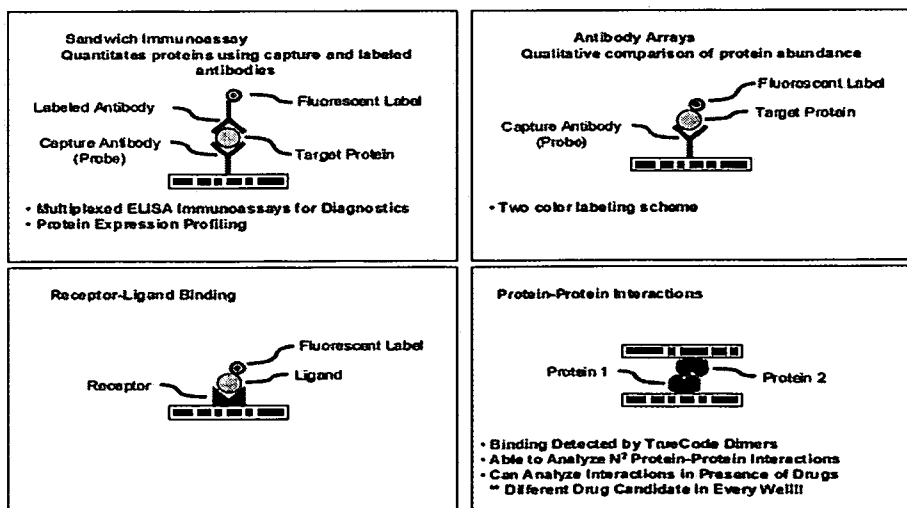 Sandwich Immunoassay
Quantitates proteins using capture and labeled
antibodies
Fluorescent Label
Labeled Antibody
Capture Antibody
(Probe)
Target Protein
• Multiplexed ELISA Immunoassays for Diagnostics
• Protein Expression Profiling
Antibody Arrays
Qualitative comparison of protein abundance
Fluorescent Label
Target Protein
Capture Antibody
(Probe)
• Two color labeling scheme
Receptor-Ligand Binding
Fluorescent Label
Ligand
Receptor
Protein-Protein Interactions
Protein 1
Protein 2
• Binding Detected by TrueCode Dimers
• Able to Analyze N² Protein-Protein Interactions
• Can Analyze Interactions in Presence of Drugs
** Different Drug Candidate in Every Well!!